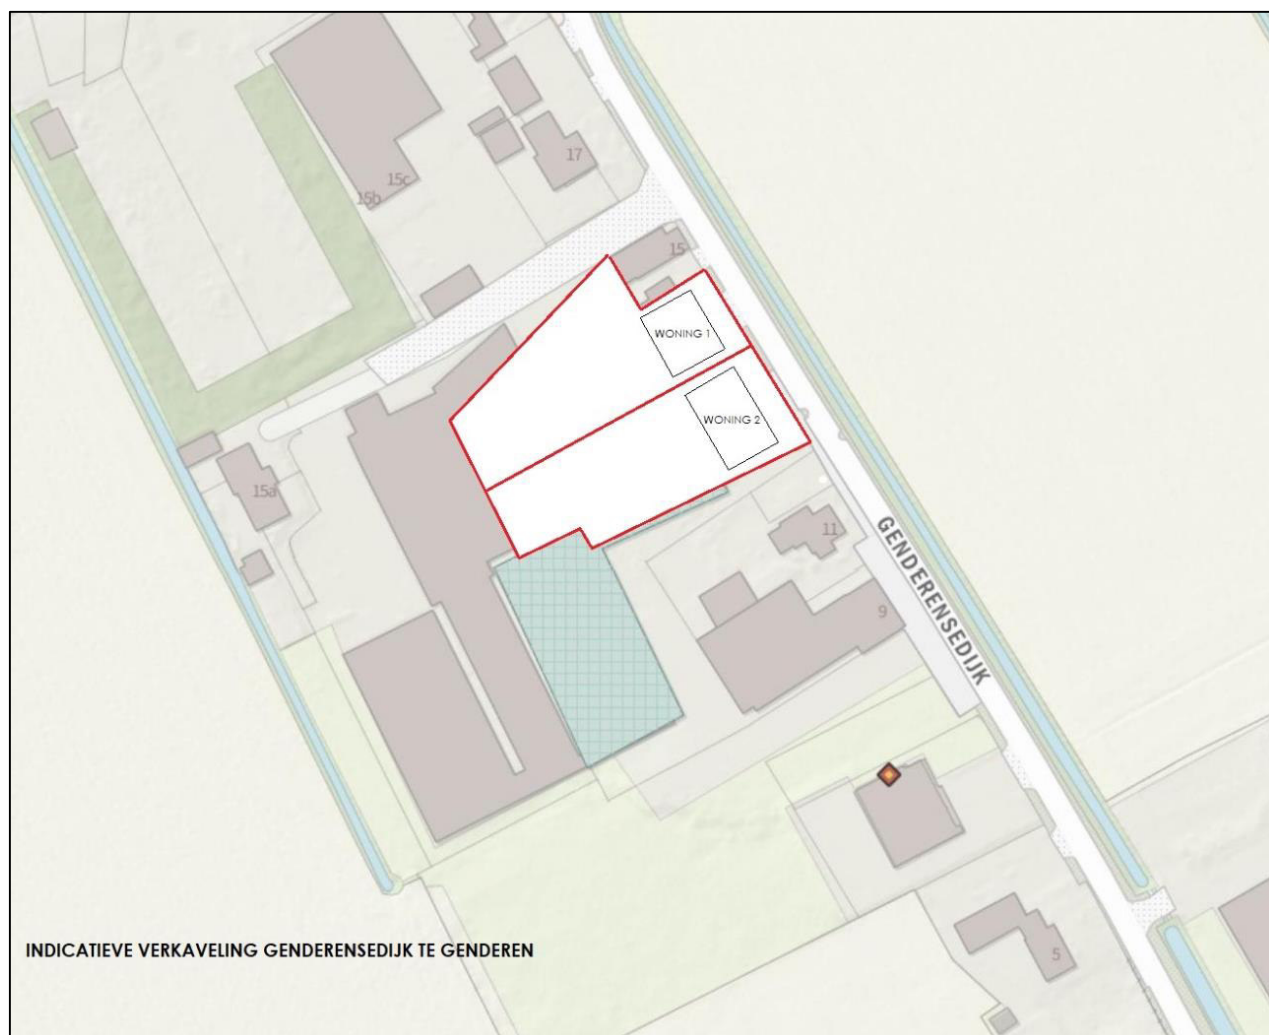 17
15c
15b
15
WONING 1
WONING 2
15a
11
GENDERENSEDIJK
9
INDICATIEVE VERKAVELING GENDERENSEDIJK TE GENDEREN
5